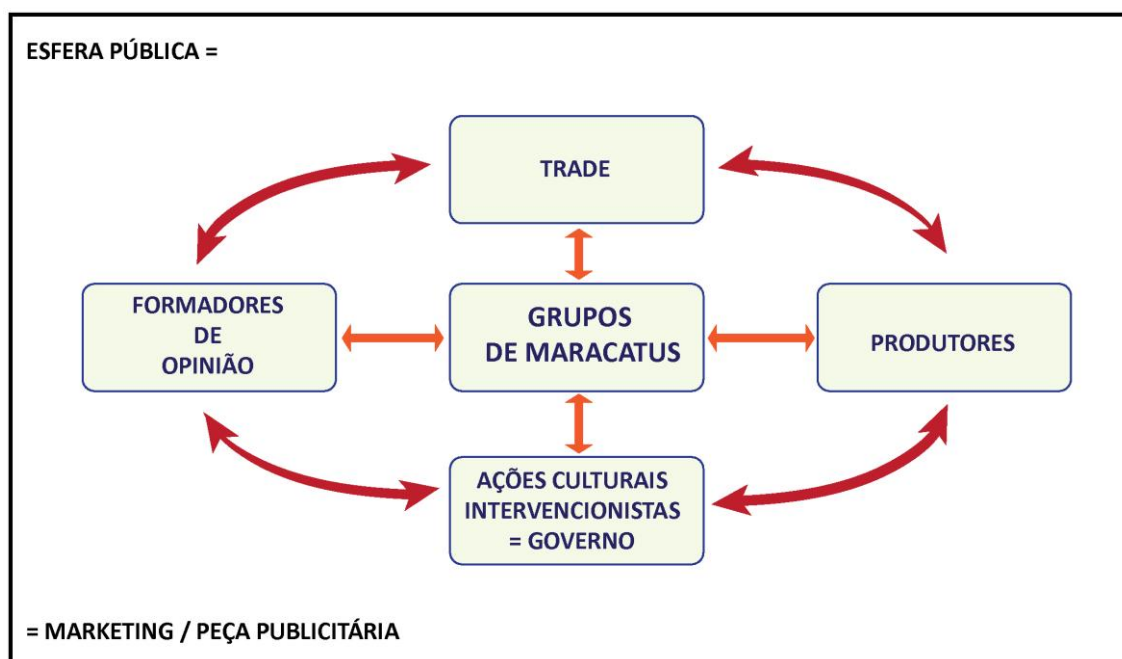 ESFERA PÚBLICA =
TRADE
FORMADORES
DE
OPINIÃO
GRUPOS
DE MARACATUS
PRODUTORES
AÇÕES CULTURAIS
INTERVENCIONISTAS
= GOVERNO
= MARKETING / PEÇA PUBLICITÁRIA